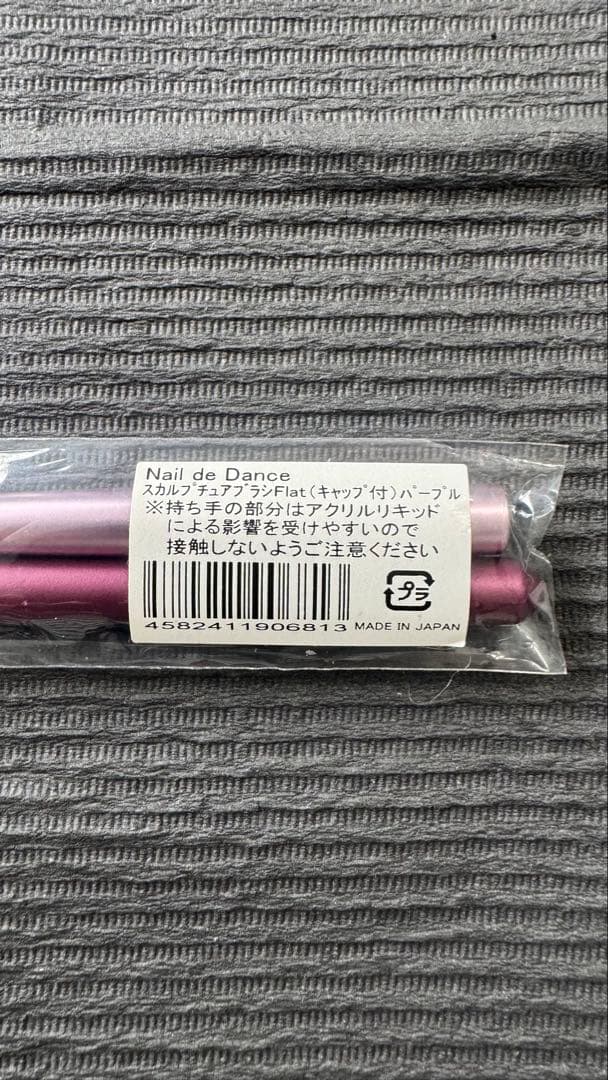 Nail de Dance
スカルプチュアブラシFlat(キャップ付)パープル
※持ち手の部分はアクリルリキッド
による影響を受けやすいので
接触しないようご注意ください
プラ
4582411906813 MADE IN JAPAN